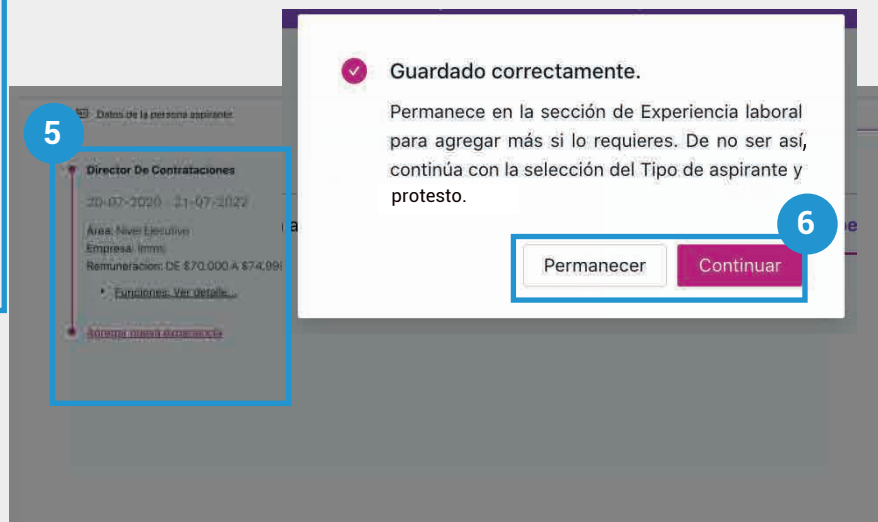 Guardado correctamente.
Permanece en la sección de Experiencia laboral
para agregar más si lo requieres. De no ser así,
continúa con la selección del Tipo de aspirante y
protesto.
6
Permanecer
Continuar
Datos de la persona aspirante
5
Director De Contrataciones
20-07-2020 - 21-07-2022
Área: Nivel Ejecutivo
Empresa: Imms
Remuneración: DE $70,000 A $74,99
Funciones. Ver detalle...
Agregar nueva experiencia